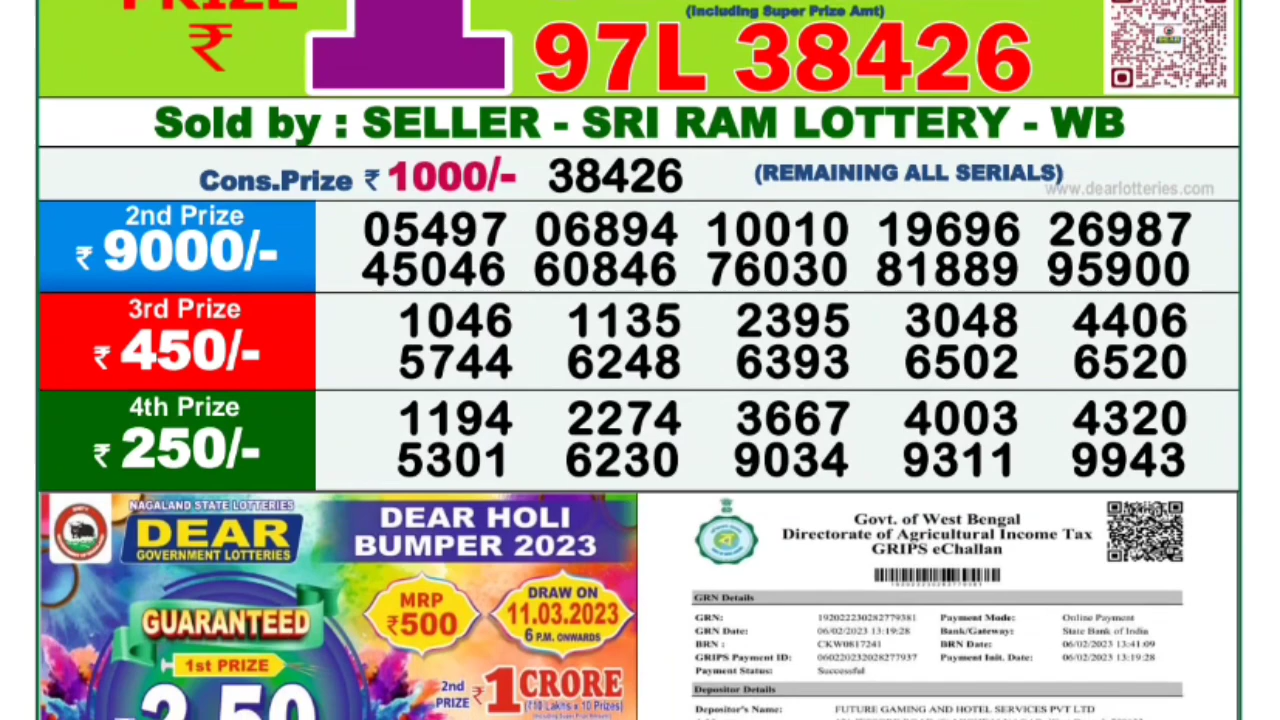 PRIZE
₹
1
(Including Super Prize Amt)
97L 38426
Sold by : SELLER - SRI RAM LOTTERY - WB
Cons.Prize ₹ 1000/- 38426 (REMAINING ALL SERIALS)
www.dearlotteries.com
2nd Prize
₹ 9000/-
05497 06894 10010 19696 26987
45046 60846 76030 81889 95900
3rd Prize
₹ 450/-
1046 1135 2395 3048 4406
5744 6248 6393 6502 6520
4th Prize
₹ 250/-
1194 2274 3667 4003 4320
5301 6230 9034 9311 9943
NAGALAND STATE LOTTERIES
DEAR
GOVERNMENT LOTTERIES
DEAR HOLI
BUMPER 2023
GUARANTEED
1st PRIZE
2.50
MRP
₹500
DRAW ON
11.03.2023
6 P.M. ONWARDS
2nd PRIZE ₹1 CRORE
(₹10 Lakhs x 10 Prizes)
Govt. of West Bengal
Directorate of Agricultural Income Tax
GRIPS eChallan
GRN Details
GRN: 192022230282779381 Payment Mode: Online Payment
GRN Date: 06/02/2023 13:19:28 Bank/Gateway: State Bank of India
BRN : CKW0817241 BRN Date: 06/02/2023 13:41:09
GRIPS Payment ID: 060220232028277937 Payment Init. Date: 06/02/2023 13:19:28
Payment Status: Successful
Depositor Details
Depositor's Name: FUTURE GAMING AND HOTEL SERVICES PVT LTD